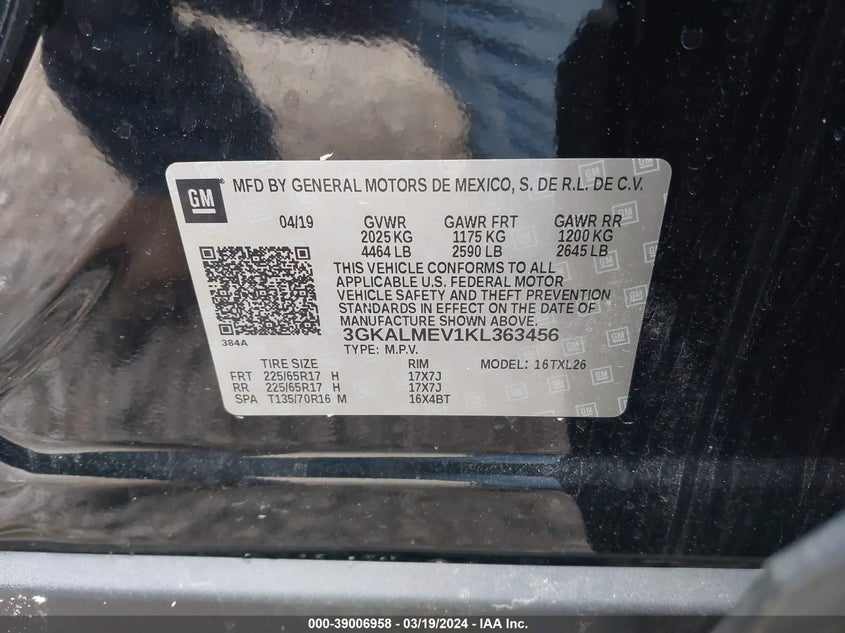 GM
MFD BY GENERAL MOTORS DE MEXICO, S. DE R.L. DE C.V.
04/19 GVWR GAWR FRT GAWR RR
2025 KG 1175 KG 1200 KG
4464 LB 2590 LB 2645 LB
THIS VEHICLE CONFORMS TO ALL
APPLICABLE U.S. FEDERAL MOTOR
VEHICLE SAFETY AND THEFT PREVENTION
STANDARDS IN EFFECT ON THE DATE OF
MANUFACTURE SHOWN ABOVE.
384A
3GKALMEV1KL363456
TYPE: M.P.V.
TIRE SIZE RIM MODEL: 16TXL26
FRT 225/65R17 H 17X7J
RR 225/65R17 H 17X7J
SPA T135/70R16 M 16X4BT
000-39006958 - 03/19/2024 - IAA Inc.